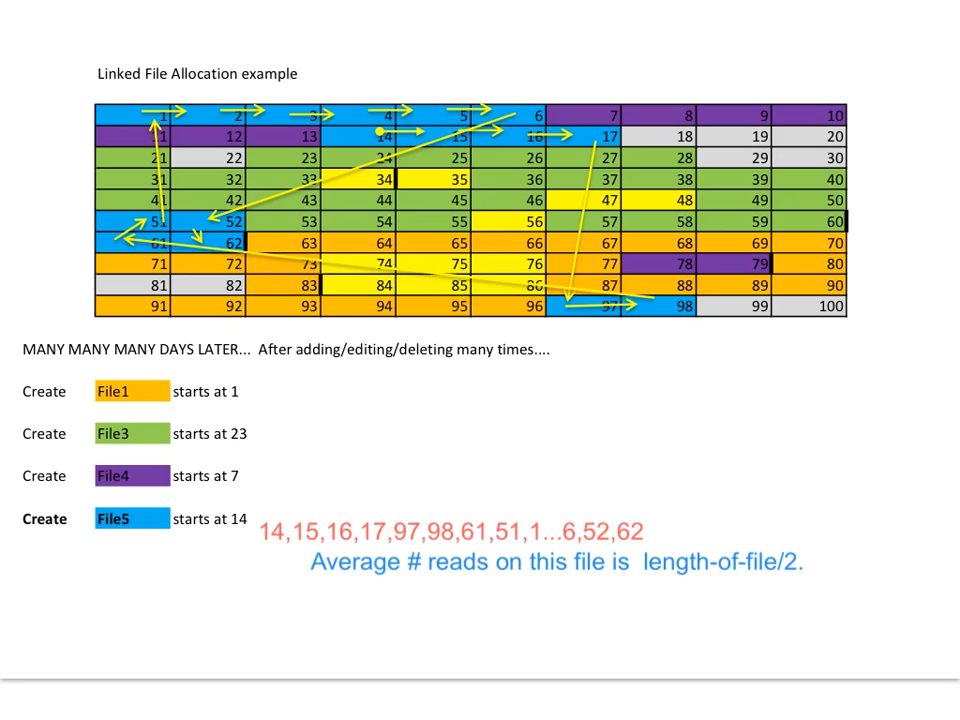 Linked File Allocation example
1 2 3 4 5 6 7 8 9 10
11 12 13 14 15 16 17 18 19 20
21 22 23 24 25 26 27 28 29 30
31 32 33 34 35 36 37 38 39 40
41 42 43 44 45 46 47 48 49 50
51 52 53 54 55 56 57 58 59 60
61 62 63 64 65 66 67 68 69 70
71 72 73 74 75 76 77 78 79 80
81 82 83 84 85 86 87 88 89 90
91 92 93 94 95 96 97 98 99 100
MANY MANY MANY DAYS LATER... After adding/editing/deleting many times....
Create File1 starts at 1
Create File3 starts at 23
Create File4 starts at 7
Create File5 starts at 14
14,15,16,17,97,98,61,51,1...6,52,62
Average # reads on this file is length-of-file/2.